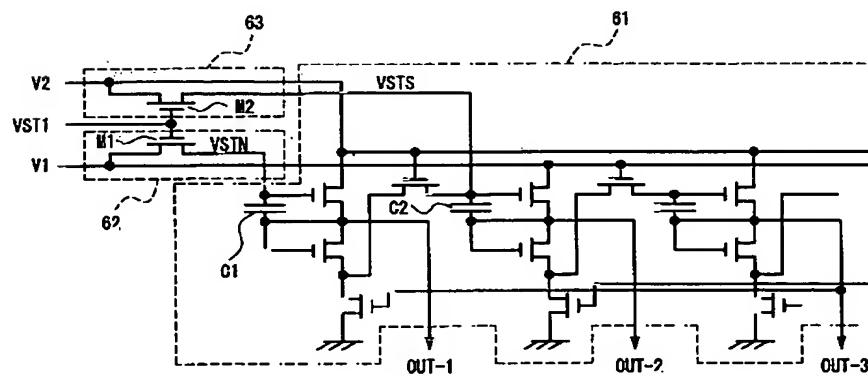 63
61
V2
VSTS
M2
VST1
M1
VSTN
V1
C2
62
C1
OUT-1
OUT-2
OUT-3